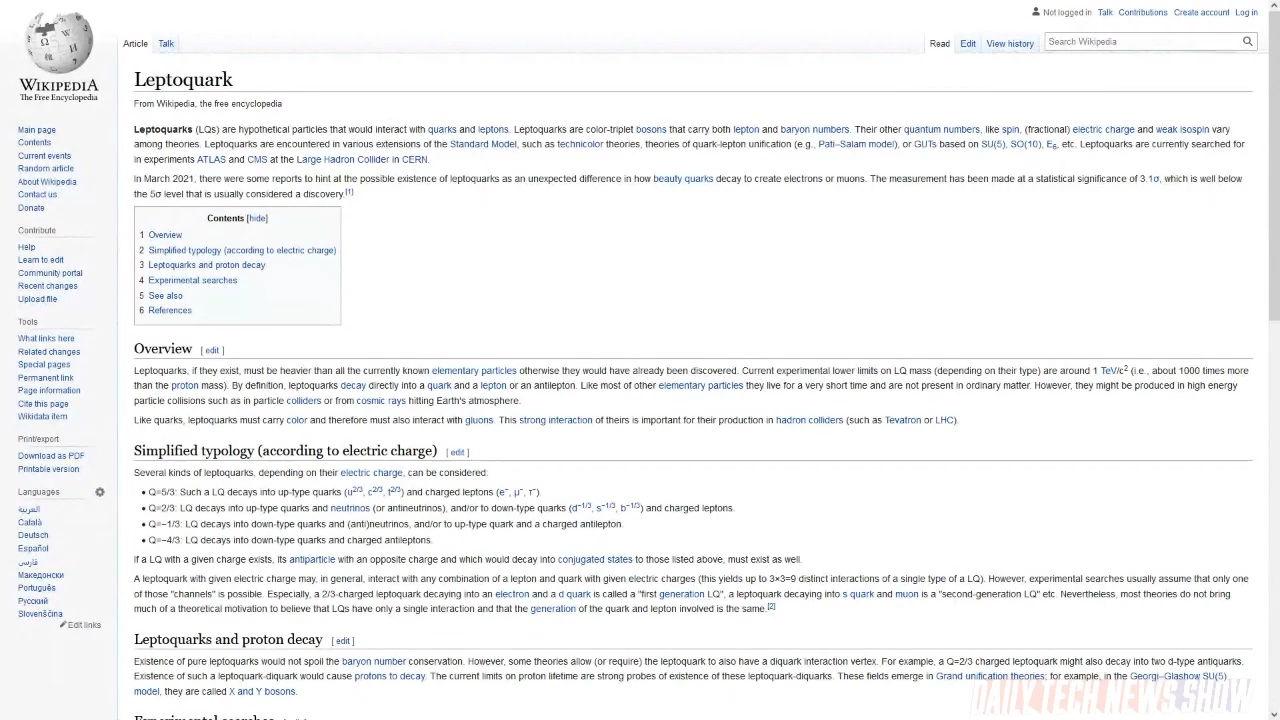 Not logged in Talk Contributions Create account Log in
Article Talk Read Edit View history Search Wikipedia
WIKIPEDIA
The Free Encyclopedia
Main page
Contents
Current events
Random article
About Wikipedia
Contact us
Donate
Contribute
Help
Learn to edit
Community portal
Recent changes
Upload file
Tools
What links here
Related changes
Special pages
Permanent link
Page information
Cite this page
Wikidata item
Print/export
Download as PDF
Printable version
Languages
العربية
Català
Deutsch
Español
فارسی
Македонски
Português
Русский
Slovenščina
Edit links
Leptoquark
From Wikipedia, the free encyclopedia
Leptoquarks (LQs) are hypothetical particles that would interact with quarks and leptons. Leptoquarks are color-triplet bosons that carry both lepton and baryon numbers. Their other quantum numbers, like spin, (fractional) electric charge and weak isospin vary
among theories. Leptoquarks are encountered in various extensions of the Standard Model, such as technicolor theories, theories of quark-lepton unification (e.g., Pati–Salam model), or GUTs based on SU(5), SO(10), E6, etc. Leptoquarks are currently searched for
in experiments ATLAS and CMS at the Large Hadron Collider in CERN.
In March 2021, there were some reports to hint at the possible existence of leptoquarks as an unexpected difference in how beauty quarks decay to create electrons or muons. The measurement has been made at a statistical significance of 3.1σ, which is well below
the 5σ level that is usually considered a discovery.[1]
Contents [hide]
1 Overview
2 Simplified typology (according to electric charge)
3 Leptoquarks and proton decay
4 Experimental searches
5 See also
6 References
Overview [ edit ]
Leptoquarks, if they exist, must be heavier than all the currently known elementary particles otherwise they would have already been discovered. Current experimental lower limits on LQ mass (depending on their type) are around 1 TeV/c2 (i.e., about 1000 times more
than the proton mass). By definition, leptoquarks decay directly into a quark and a lepton or an antilepton. Like most of other elementary particles they live for a very short time and are not present in ordinary matter. However, they might be produced in high energy
particle collisions such as in particle colliders or from cosmic rays hitting Earth's atmosphere.
Like quarks, leptoquarks must carry color and therefore must also interact with gluons. This strong interaction of theirs is important for their production in hadron colliders (such as Tevatron or LHC).
Simplified typology (according to electric charge) [ edit ]
Several kinds of leptoquarks, depending on their electric charge, can be considered:
• Q=5/3: Such a LQ decays into up-type quarks (u2/3, c2/3, t2/3) and charged leptons (e−, μ−, τ−).
• Q=2/3: LQ decays into up-type quarks and neutrinos (or antineutrinos), and/or to down-type quarks (d−1/3, s−1/3, b−1/3) and charged leptons.
• Q=−1/3: LQ decays into down-type quarks and (anti)neutrinos, and/or to up-type quark and a charged antilepton.
• Q=−4/3: LQ decays into down-type quarks and charged antileptons.
If a LQ with a given charge exists, its antiparticle with an opposite charge and which would decay into conjugated states to those listed above, must exist as well.
A leptoquark with given electric charge may, in general, interact with any combination of a lepton and quark with given electric charges (this yields up to 3×3=9 distinct interactions of a single type of a LQ). However, experimental searches usually assume that only one
of those "channels" is possible. Especially, a 2/3-charged leptoquark decaying into an electron and a d quark is called a "first generation LQ", a leptoquark decaying into s quark and muon is a "second-generation LQ" etc. Nevertheless, most theories do not bring
much of a theoretical motivation to believe that LQs have only a single interaction and that the generation of the quark and lepton involved is the same.[2]
Leptoquarks and proton decay [ edit ]
Existence of pure leptoquarks would not spoil the baryon number conservation. However, some theories allow (or require) the leptoquark to also have a diquark interaction vertex. For example, a Q=2/3 charged leptoquark might also decay into two d-type antiquarks.
Existence of such a leptoquark-diquark would cause protons to decay. The current limits on proton lifetime are strong probes of existence of these leptoquark-diquarks. These fields emerge in Grand unification theories; for example, in the Georgi–Glashow SU(5)
model, they are called X and Y bosons.
Experimental searches
DAILY TECH NEWS SHOW